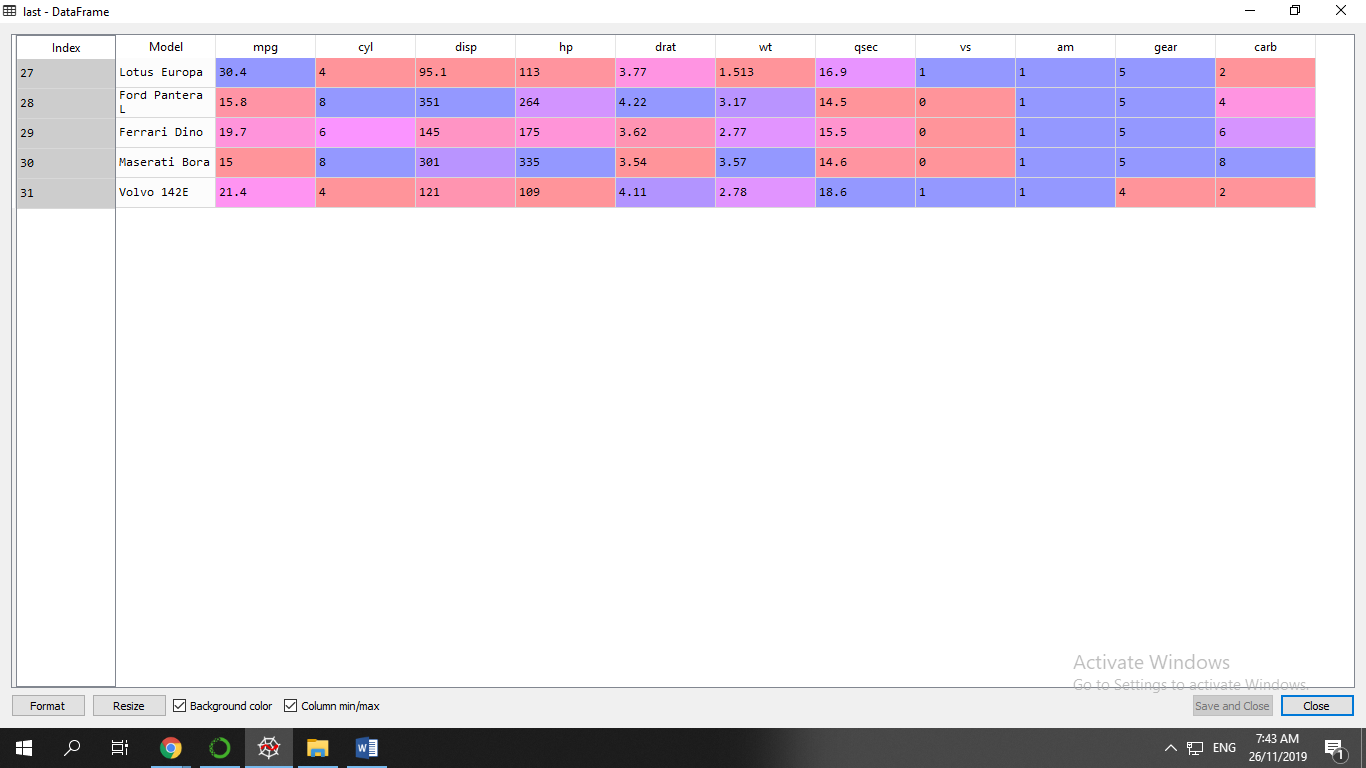 last - DataFrame
Index Model mpg cyl disp hp drat wt qsec vs am gear carb
27 Lotus Europa 30.4 4 95.1 113 3.77 1.513 16.9 1 1 5 2
28 Ford Pantera L 15.8 8 351 264 4.22 3.17 14.5 0 1 5 4
29 Ferrari Dino 19.7 6 145 175 3.62 2.77 15.5 0 1 5 6
30 Maserati Bora 15 8 301 335 3.54 3.57 14.6 0 1 5 8
31 Volvo 142E 21.4 4 121 109 4.11 2.78 18.6 1 1 4 2
Activate Windows
Go to Settings to activate Windows.
Format Resize Background color Column min/max Save and Close Close
ENG 7:43 AM
26/11/2019 1